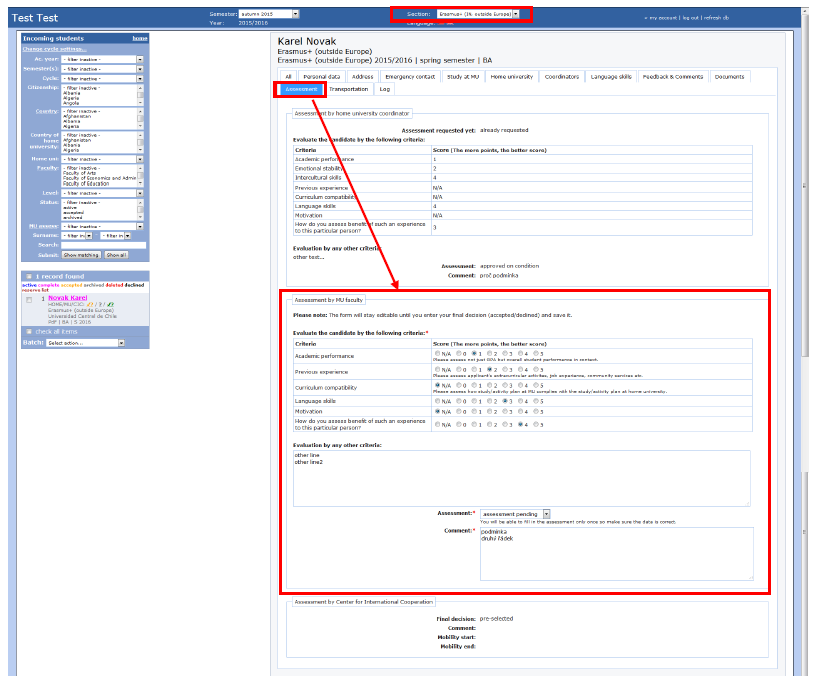 Test Test
Semester: autumn 2015
Year: 2015/2016
Section: Erasmus+ (1%: outside Europe)
Language:
my account | log out | refresh db
Incoming students home
Change cycle settings...
Ac. year: - filter inactive -
Semester(s): - filter inactive -
Cycle: - filter inactive -
Citizenship: - filter inactive -
Albania
Algeria
Angola
Country: - filter inactive -
Afghanistan
Albania
Algeria
Country of home university: - filter inactive -
Afghanistan
Albania
Algeria
Home uni: - filter inactive -
Faculty: - filter inactive -
Faculty of Arts
Faculty of Economics and Admin
Faculty of Education
Level: - filter inactive -
Status: - filter inactive -
active
accepted
archived
MU assess: - filter inactive -
Surname: - filter in - filter in
Search:
Submit: Show matching Show all
1 record found
active complete accepted archived deleted declined
reserve list
1 Novak Karel
HOME/MU/CIC:
Erasmus+ (outside Europe)
Universidad Central de Chile
check all items
Batch: Select action...
Karel Novak
Erasmus+ (outside Europe)
Erasmus+ (outside Europe) 2015/2016 | spring semester | BA
All Personal data Address Emergency contact Study at MU Home university Coordinators Language skills Feedback & Comments Documents
Assessment Transportation Log
Assessment by home university coordinator
Assessment requested yet: already requested
Evaluate the candidate by the following criteria:
Criteria Score (The more points, the better score)
Academic performance 1
Emotional stability 2
Intercultural skills 4
Previous experience N/A
Curriculum compatibility N/A
Language skills 4
Motivation N/A
How do you assess benefit of such an experience
to this particular person? 3
Evaluation by any other criteria:
other text...
Assessment: approved on condition
Comment: proč podmínka
Assessment by MU faculty
Please note: The form will stay editable until you enter your final decision (accepted/declined) and save it.
Evaluate the candidate by the following criteria:*
Criteria Score (The more points, the better score)
Academic performance N/A 0 1 2 3 4 5
Please assess not just GPA but overall student performance in context.
Previous experience N/A 0 1 2 3 4 5
Please assess applicant's extracurricular activities, job experience, community services etc.
Curriculum compatibility N/A 0 1 2 3 4 5
Please assess how study/activity plan at MU complies with the study/activity plan at home university.
Language skills N/A 0 1 2 3 4 5
Motivation N/A 0 1 2 3 4 5
How do you assess benefit of such an experience
to this particular person? N/A 0 1 2 3 4 5
Evaluation by any other criteria:
other line
other line2
Assessment:* assessment pending
You will be able to fill in the assessment only once so make sure the data is correct.
Comment:* podmínka
druhý řádek
Assessment by Center for International Cooperation
Final decision: pre-selected
Comment:
Mobility start:
Mobility end: